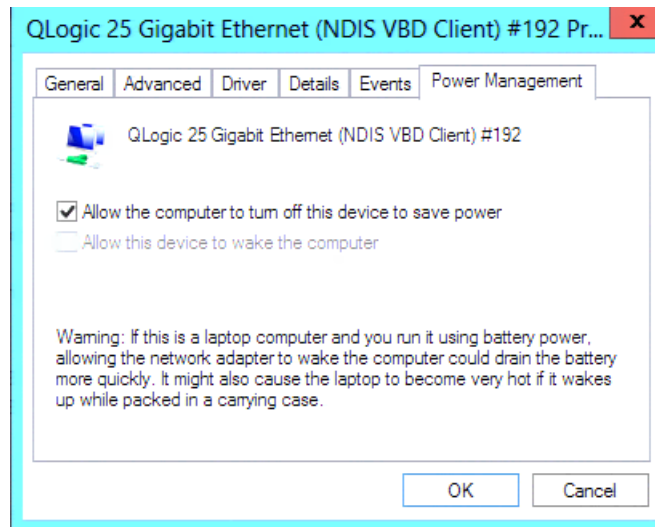 QLogic 25 Gigabit Ethernet (NDIS VBD Client) #192 Pr... x
General Advanced Driver Details Events Power Management
QLogic 25 Gigabit Ethernet (NDIS VBD Client) #192
Allow the computer to turn off this device to save power
Allow this device to wake the computer
Warning: If this is a laptop computer and you run it using battery power,
allowing the network adapter to wake the computer could drain the battery
more quickly. It might also cause the laptop to become very hot if it wakes
up while packed in a carrying case.
OK Cancel